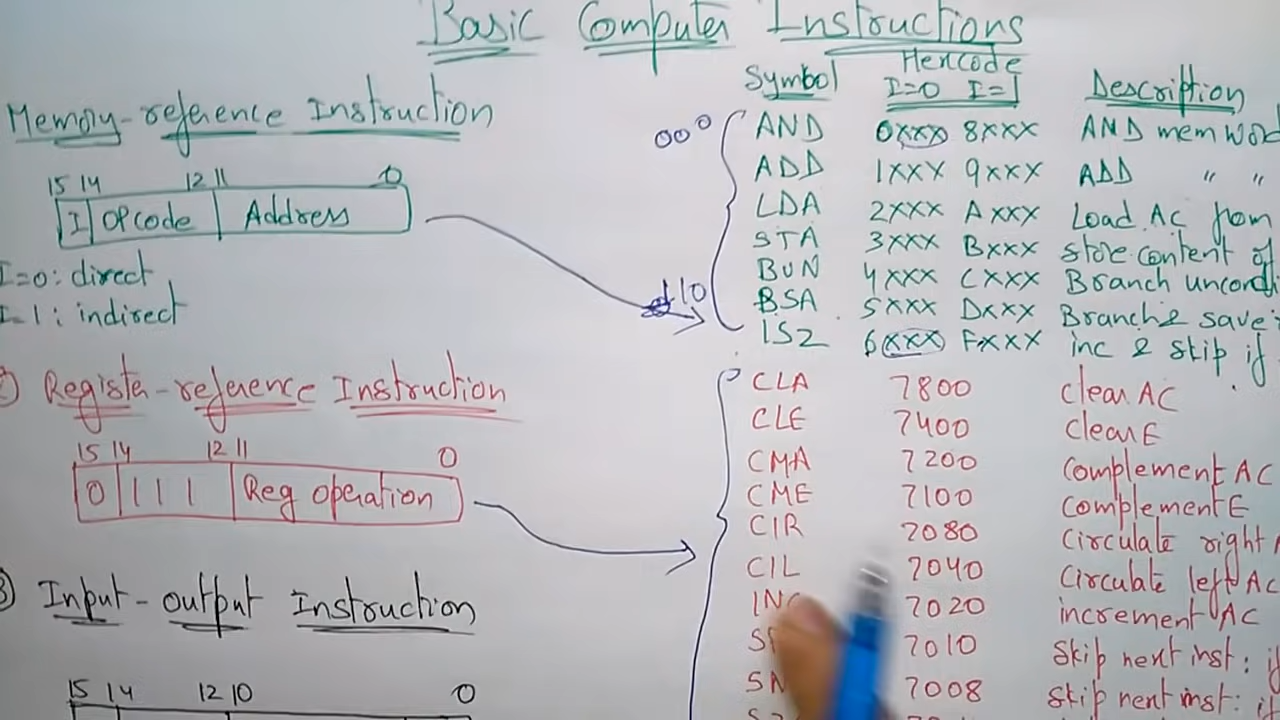 Basic Computer Instructions
Memory-reference Instruction
15 14 12 11 0
I OPcode Address
I=0: direct
I=1: indirect
2) Register-reference Instruction
15 14 12 11 0
0 1 1 1 Reg operation
3) Input-output Instruction
15 14 12 10 0
Symbol Hexcode Description
I=0 I=1
000
110
AND 0xxx 8xxx AND mem word
ADD 1xxx 9xxx ADD " "
LDA 2xxx Axxx Load Ac from
STA 3xxx Bxxx store content of
BUN 4xxx Cxxx Branch uncondi
BSA 5xxx Dxxx Branch & save
ISZ 6xxx Fxxx inc & skip if
CLA 7800 clear AC
CLE 7400 clear E
CMA 7200 Complement AC
CME 7100 complement E
CIR 7080 Circulate right
CIL 7040 Circulate left AC
INC 7020 increment AC
7010 Skip next inst: if
7008 Skip next inst: if